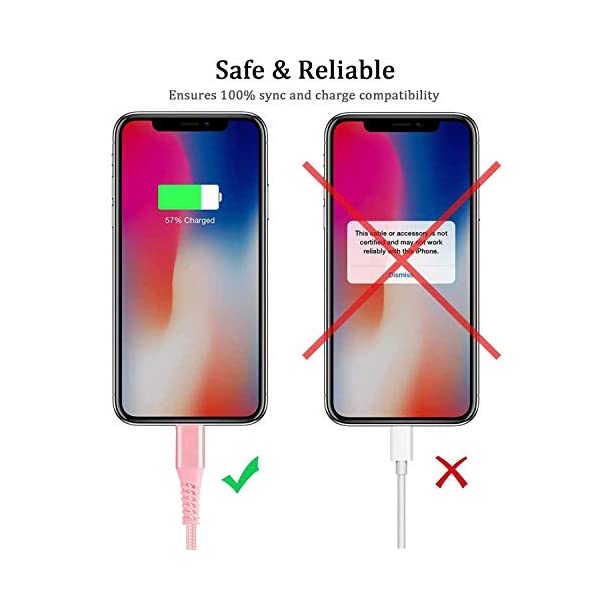 Safe & Reliable
Ensures 100% sync and charge compatibility
57% Charged
This cable or accessory is not
certified and may not work
reliably with this iPhone.
Dismiss